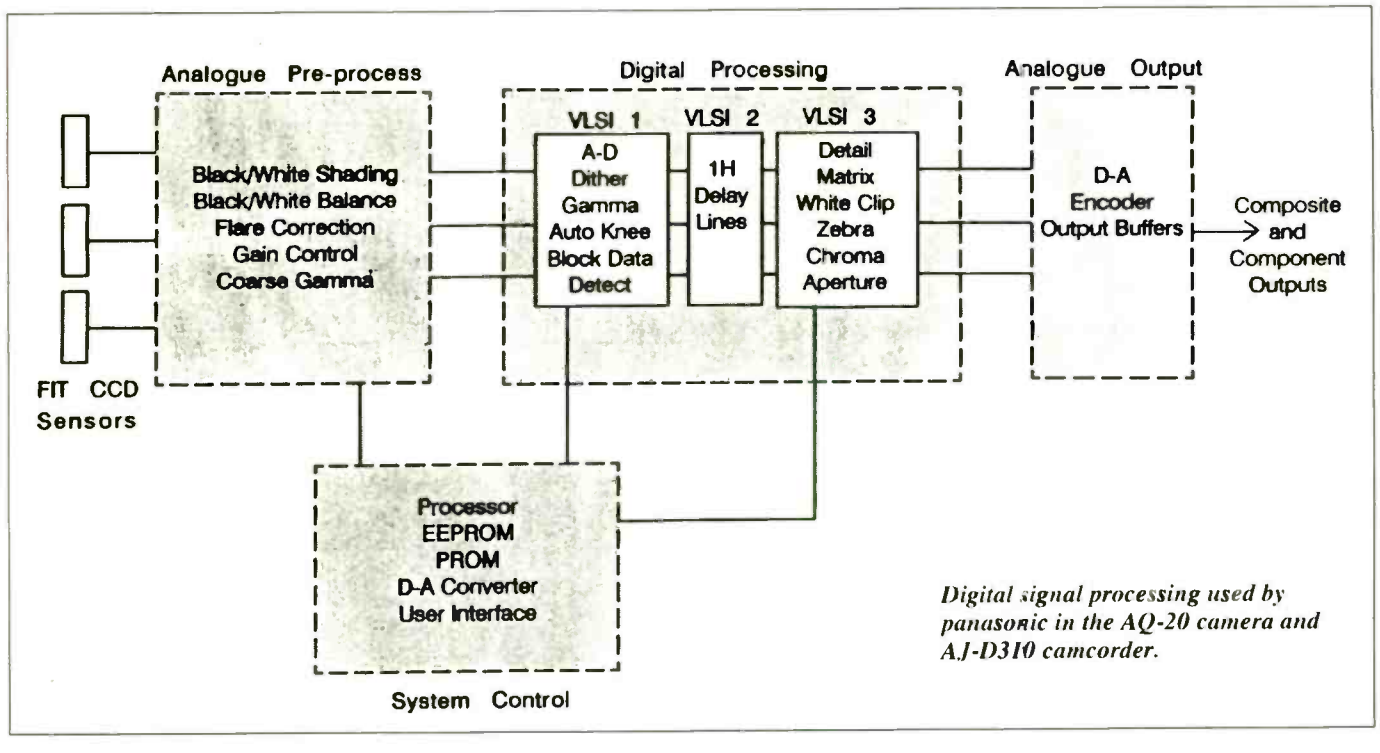 Analogue Pre-process
Black/White Shading
Black/White Balance
Flare Correction
Gain Control
Coarse Gamma
FIT CCD
Sensors
Digital Processing
VLSI 1
A-D
Dither
Gamma
Auto Knee
Block Data
Detect
VLSI 2
1H
Delay
Lines
VLSI 3
Detail
Matrix
White Clip
Zebra
Chroma
Aperture
Analogue Output
D-A
Encoder
Output Buffers
Composite
and
Component
Outputs
Processor
EEPROM
PROM
D-A Converter
User Interface
System Control
Digital signal processing used by
panasonic in the AQ-20 camera and
AJ-D310 camcorder.